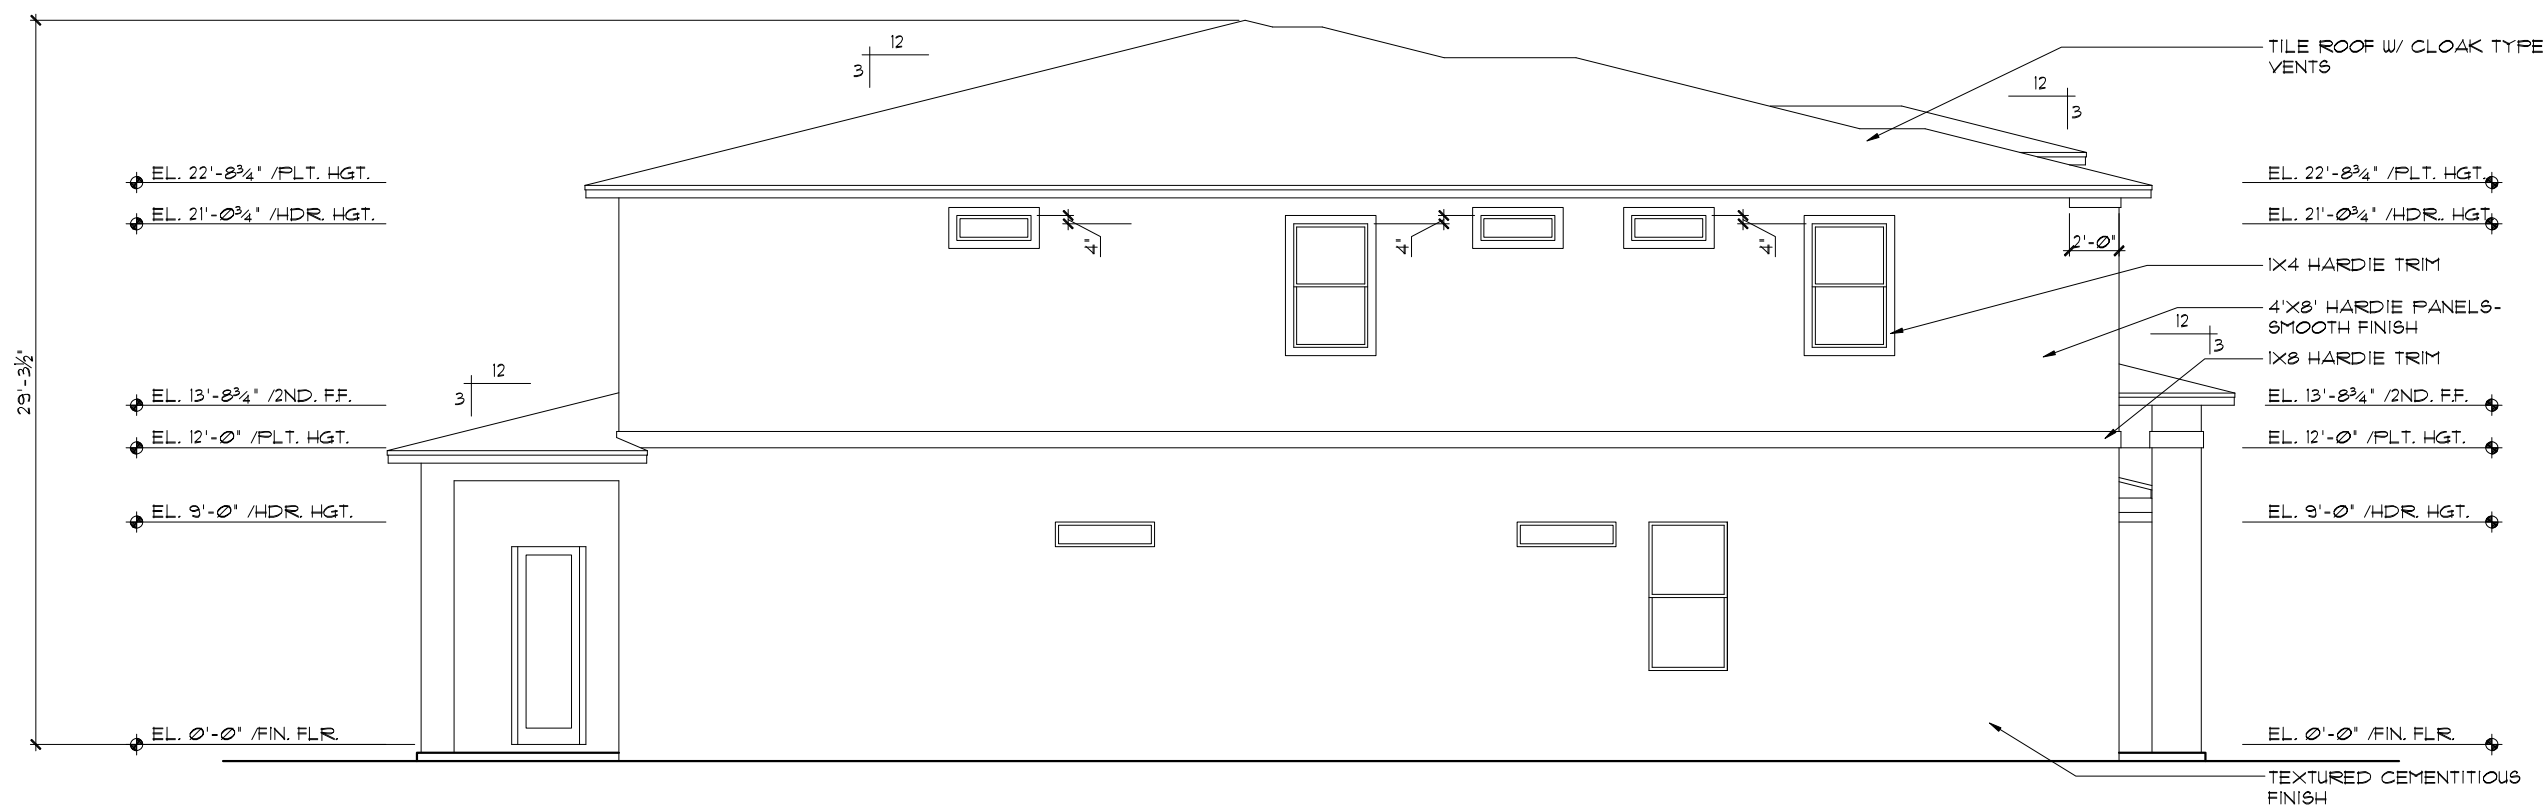 12
3
TILE ROOF W/ CLOAK TYPE
VENTS
12
3
EL. 22'-8¾" /PLT. HGT.
EL. 22'-8¾" /PLT. HGT.
EL. 21'-0¾" /HDR. HGT.
EL. 21'-0¾" /HDR.. HGT
4"
4"
4"
2'-0"
1X4 HARDIE TRIM
4'X8' HARDIE PANELS-
SMOOTH FINISH
12
3
1X8 HARDIE TRIM
29'-3½"
12
3
EL. 13'-8¾" /2ND. F.F.
EL. 13'-8¾" /2ND. F.F.
EL. 12'-0" /PLT. HGT.
EL. 12'-0" /PLT. HGT.
EL. 9'-0" /HDR. HGT.
EL. 9'-0" /HDR. HGT.
EL. 0'-0" /FIN. FLR.
EL. 0'-0" /FIN. FLR.
TEXTURED CEMENTITIOUS
FINISH